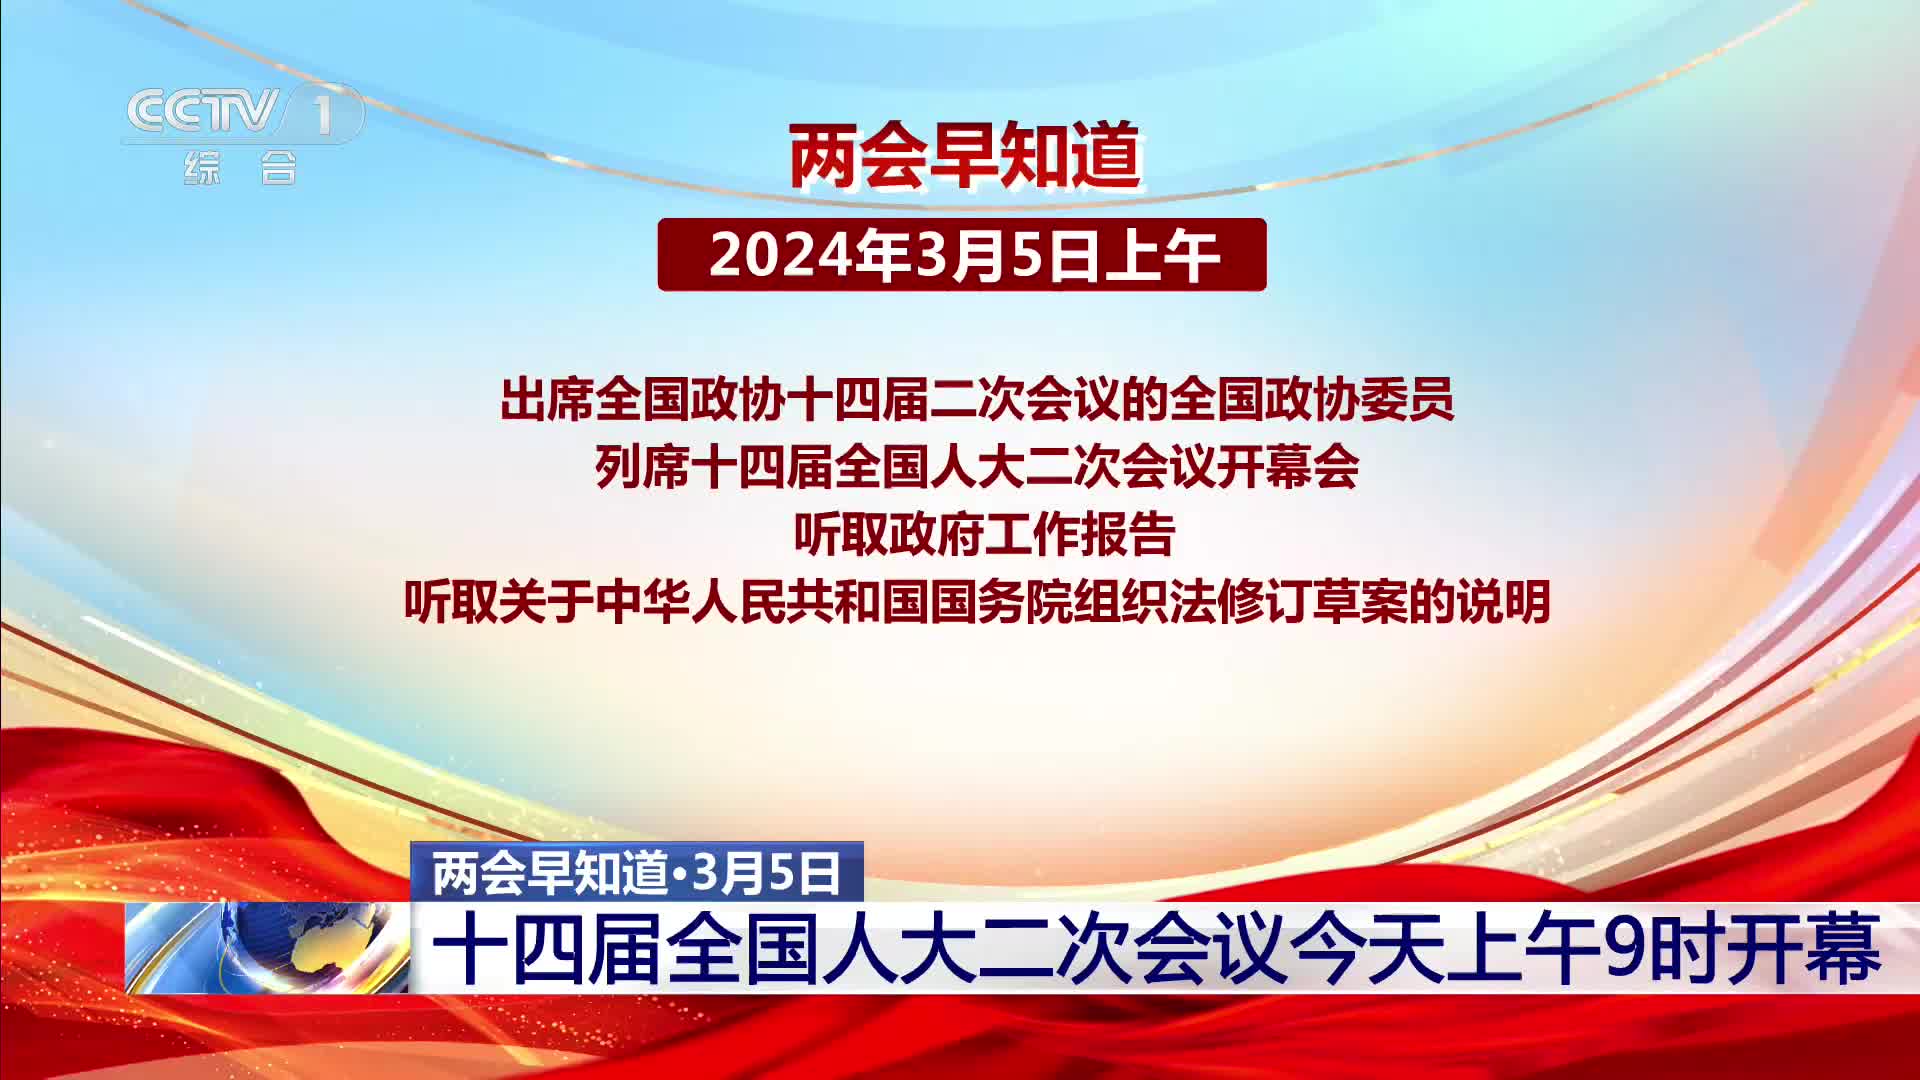 CCTV 1
综合
两会早知道
2024年3月5日上午
出席全国政协十四届二次会议的全国政协委员
列席十四届全国人大二次会议开幕会
听取政府工作报告
听取关于中华人民共和国国务院组织法修订草案的说明
两会早知道·3月5日
十四届全国人大二次会议今天上午9时开幕